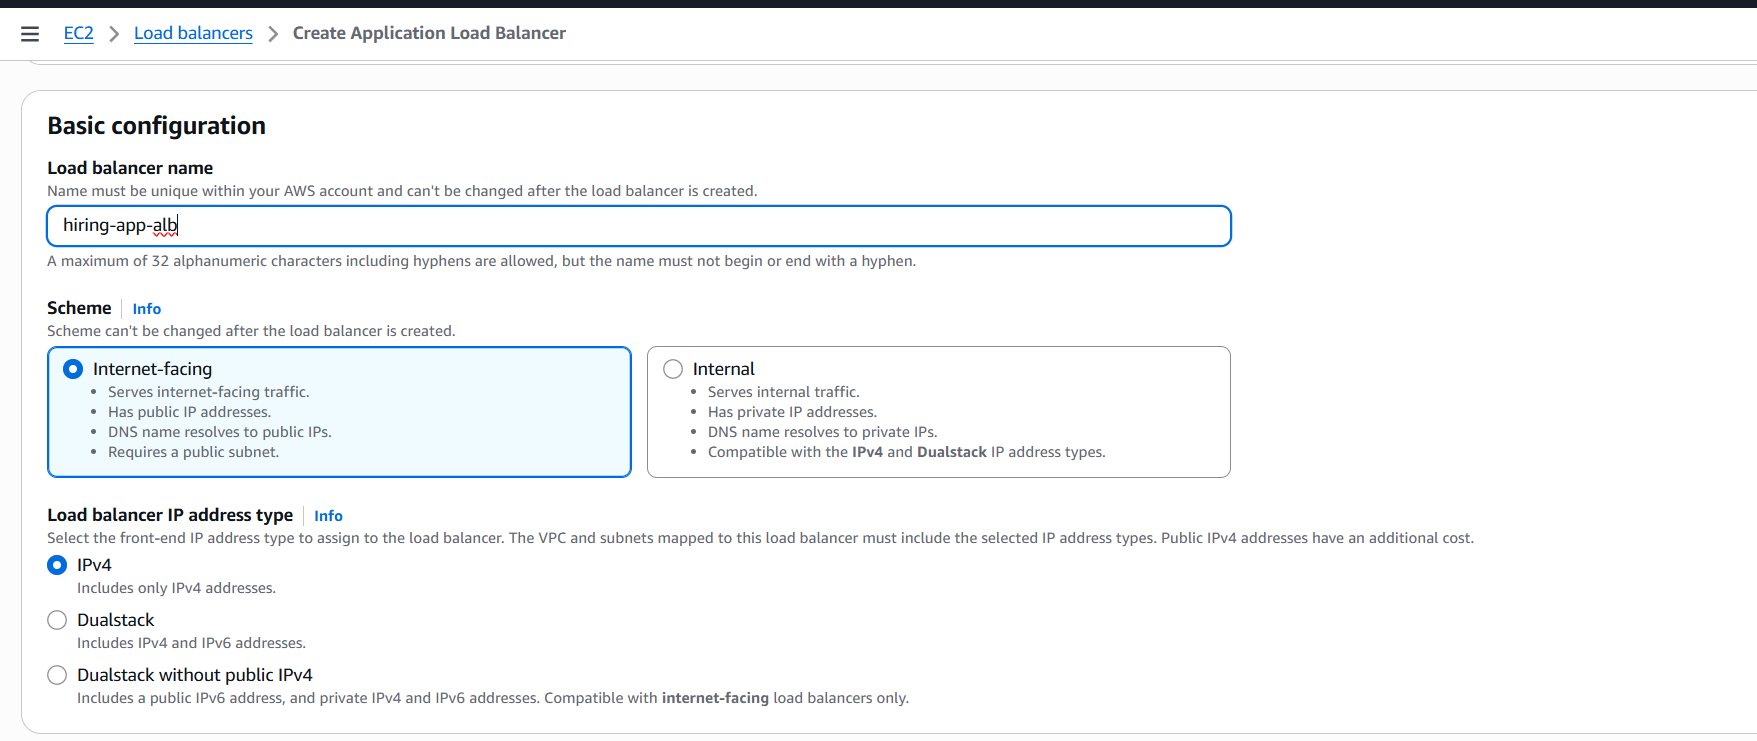 EC2 > Load balancers > Create Application Load Balancer
Basic configuration
Load balancer name
Name must be unique within your AWS account and can't be changed after the load balancer is created.
hiring-app-alb
A maximum of 32 alphanumeric characters including hyphens are allowed, but the name must not begin or end with a hyphen.
Scheme | Info
Scheme can't be changed after the load balancer is created.
Internet-facing
• Serves internet-facing traffic.
• Has public IP addresses.
• DNS name resolves to public IPs.
• Requires a public subnet.
Internal
• Serves internal traffic.
• Has private IP addresses.
• DNS name resolves to private IPs.
• Compatible with the IPv4 and Dualstack IP address types.
Load balancer IP address type | Info
Select the front-end IP address type to assign to the load balancer. The VPC and subnets mapped to this load balancer must include the selected IP address types. Public IPv4 addresses have an additional cost.
IPv4
Includes only IPv4 addresses.
Dualstack
Includes IPv4 and IPv6 addresses.
Dualstack without public IPv4
Includes a public IPv6 address, and private IPv4 and IPv6 addresses. Compatible with internet-facing load balancers only.